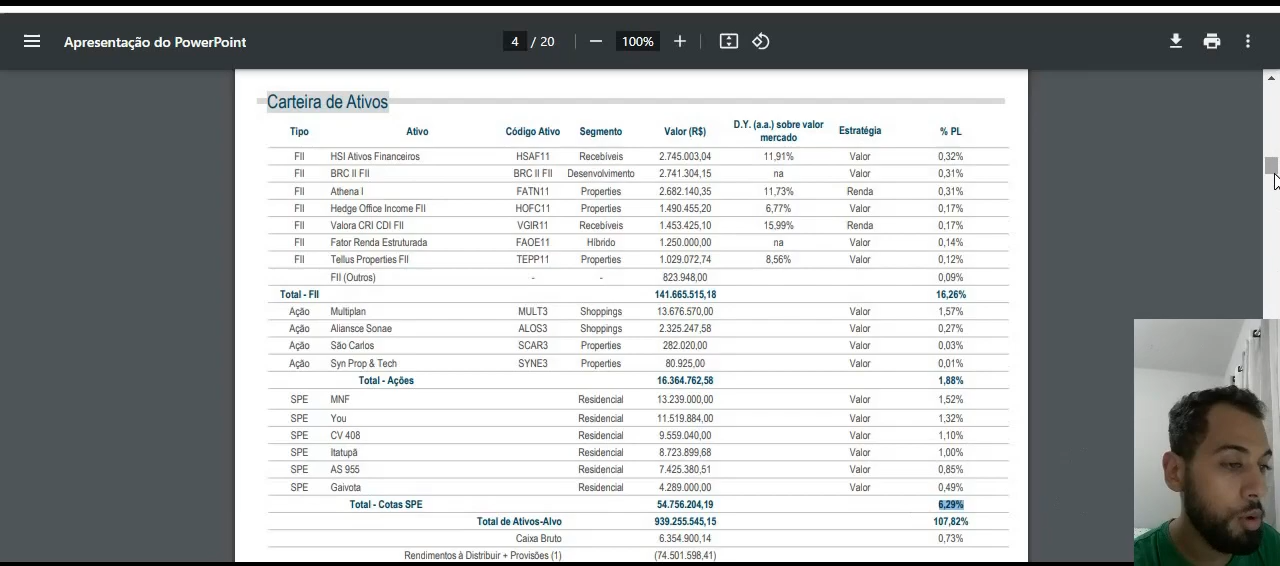 Apresentação do PowerPoint 4 / 20 100%
Carteira de Ativos
Tipo Ativo Código Ativo Segmento Valor (R$) D.Y. (a.a.) sobre valor mercado Estratégia % PL
FII HSI Ativos Financeiros HSAF11 Recebíveis 2.745.003,04 11,91% Valor 0,32%
FII BRC II FII BRC II FII Desenvolvimento 2.741.304,15 na Valor 0,31%
FII Athena I FATN11 Properties 2.682.140,35 11,73% Renda 0,31%
FII Hedge Office Income FII HOFC11 Properties 1.490.455,20 6,77% Valor 0,17%
FII Valora CRI CDI FII VGIR11 Recebíveis 1.453.425,10 15,99% Renda 0,17%
FII Fator Renda Estruturada FAOE11 Híbrido 1.250.000,00 na Valor 0,14%
FII Tellus Properties FII TEPP11 Properties 1.029.072,74 8,56% Valor 0,12%
FII (Outros) - - 823.948,00 0,09%
Total - FII 141.665.515,18 16,26%
Ação Multiplan MULT3 Shoppings 13.676.570,00 Valor 1,57%
Ação Aliansce Sonae ALOS3 Shoppings 2.325.247,58 Valor 0,27%
Ação São Carlos SCAR3 Properties 282.020,00 Valor 0,03%
Ação Syn Prop & Tech SYNE3 Properties 80.925,00 Valor 0,01%
Total - Ações 16.364.762,58 1,88%
SPE MNF Residencial 13.239.000,00 Valor 1,52%
SPE You Residencial 11.519.884,00 Valor 1,32%
SPE CV 408 Residencial 9.559.040,00 Valor 1,10%
SPE Itatupã Residencial 8.723.899,68 Valor 1,00%
SPE AS 955 Residencial 7.425.380,51 Valor 0,85%
SPE Gaivota Residencial 4.289.000,00 Valor 0,49%
Total - Cotas SPE 54.756.204,19 6,29%
Total de Ativos-Alvo 939.255.545,15 107,82%
Caixa Bruto 6.354.900,14 0,73%
Rendimentos à Distribuir + Provisões (1) (74.501.598,41)